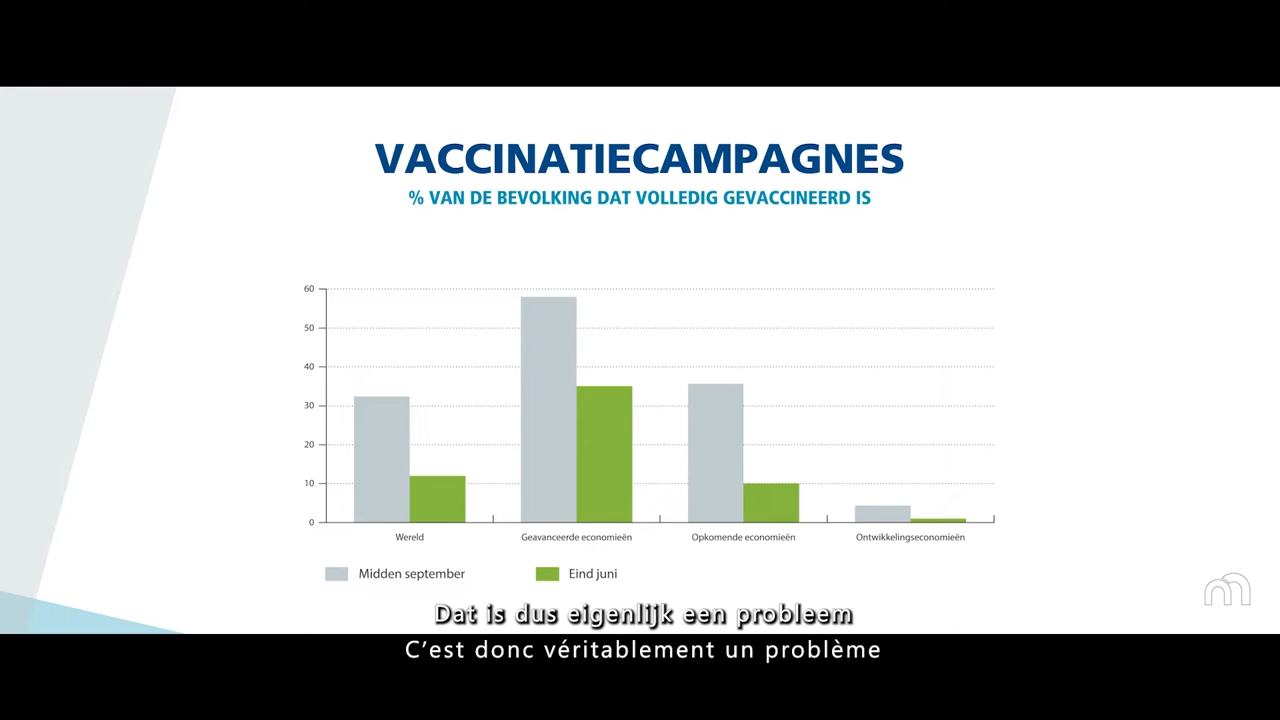 VACCINATIECAMPAGNES
% VAN DE BEVOLKING DAT VOLLEDIG GEVACCINEERD IS
60
50
40
30
20
10
0
Wereld Geavanceerde economieën Opkomende economieën Ontwikkelingseconomieën
Midden september Eind juni
Dat is dus eigenlijk een probleem
C’est donc véritablement un problème